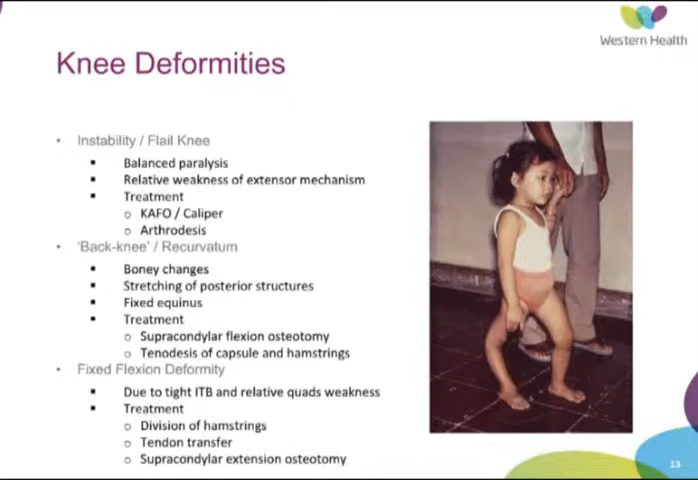 Western Health
Knee Deformities
• Instability / Flail Knee
▪ Balanced paralysis
▪ Relative weakness of extensor mechanism
▪ Treatment
o KAFO / Caliper
o Arthrodesis
• 'Back-knee' / Recurvatum
▪ Boney changes
▪ Stretching of posterior structures
▪ Fixed equinus
▪ Treatment
o Supracondylar flexion osteotomy
o Tenodesis of capsule and hamstrings
• Fixed Flexion Deformity
▪ Due to tight ITB and relative quads weakness
▪ Treatment
o Division of hamstrings
o Tendon transfer
o Supracondylar extension osteotomy
13